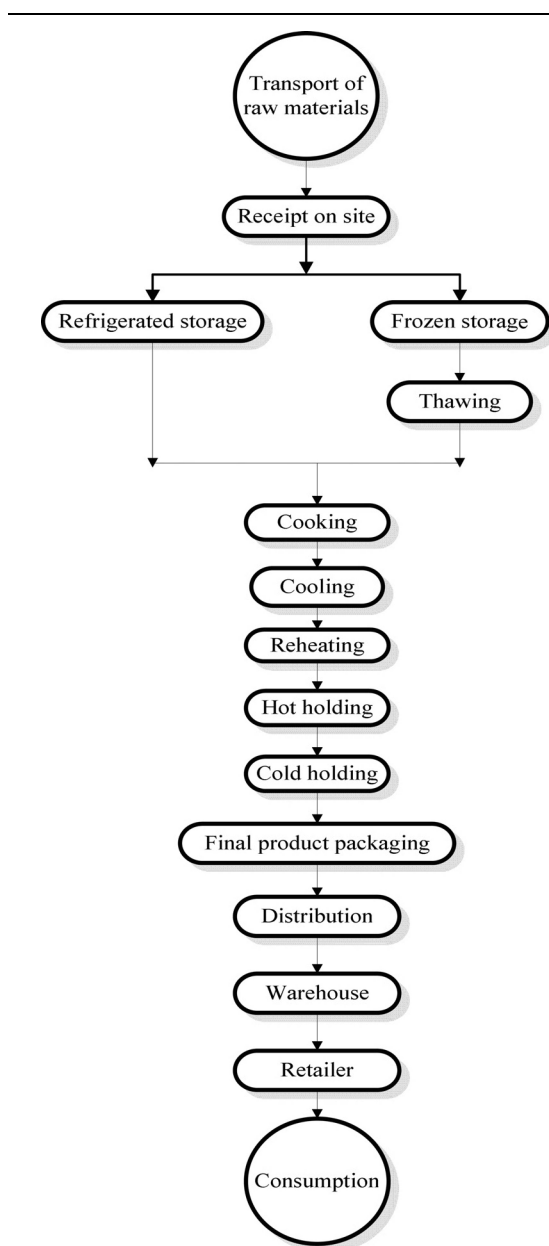 Transport of
raw materials
Receipt on site
Refrigerated storage
Frozen storage
Thawing
Cooking
Cooling
Reheating
Hot holding
Cold holding
Final product packaging
Distribution
Warehouse
Retailer
Consumption